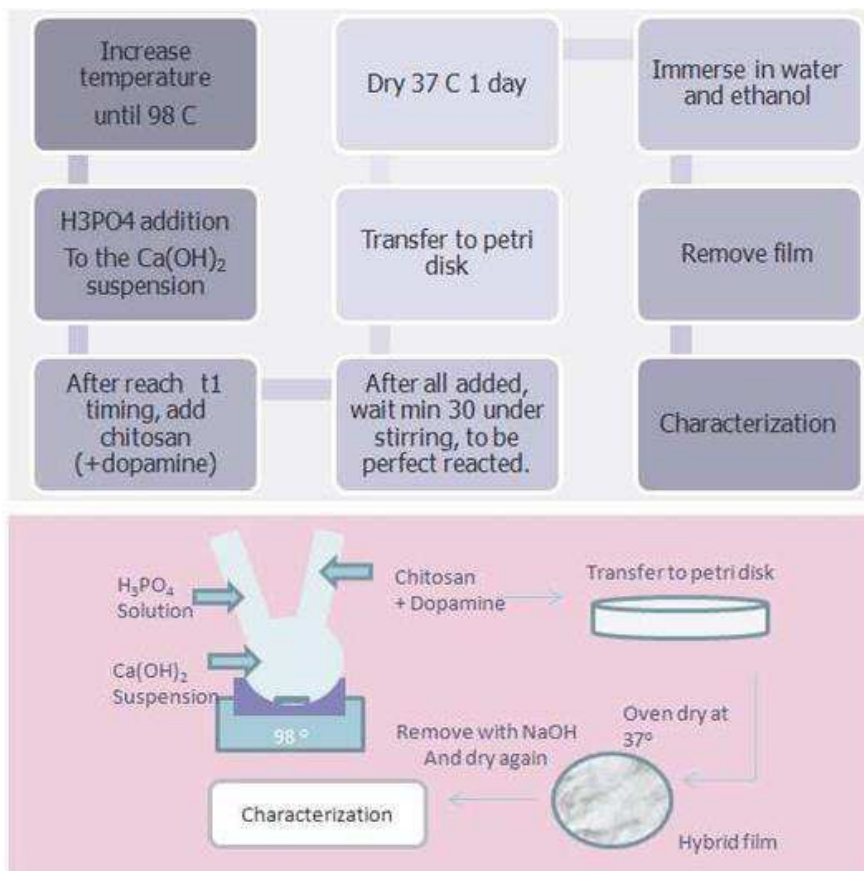 Increase
temperature
until 98 C
H3PO4 addition
To the Ca(OH)₂
suspension
After reach t1
timing, add
chitosan
(+dopamine)
After all added,
wait min 30 under
stirring, to be
perfect reacted.
Transfer to petri
disk
Dry 37 C 1 day
Immerse in water
and ethanol
Remove film
Characterization
H₃PO₄
Solution
Ca(OH)₂
Suspension
98 °
Chitosan
+ Dopamine
Transfer to petri disk
Oven dry at
37°
Hybrid film
Remove with NaOH
And dry again
Characterization